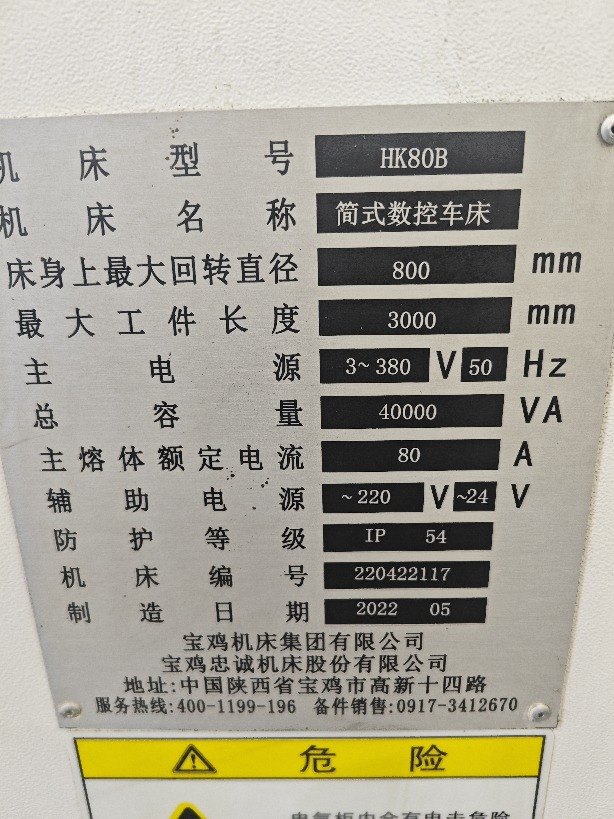 机床型号 HK80B
机床名称 简式数控车床
床身上最大回转直径 800 mm
最大工件长度 3000 mm
主电源 3~380 V 50 Hz
总容量 40000 VA
主熔体额定电流 80 A
辅助电源 ~220 V ~24 V
防护等级 IP 54
机床编号 220422117
制造日期 2022 05
宝鸡机床集团有限公司
宝鸡忠诚机床股份有限公司
地址:中国陕西省宝鸡市高新十四路
服务热线:400-1199-196 备件销售:0917-3412670
危险